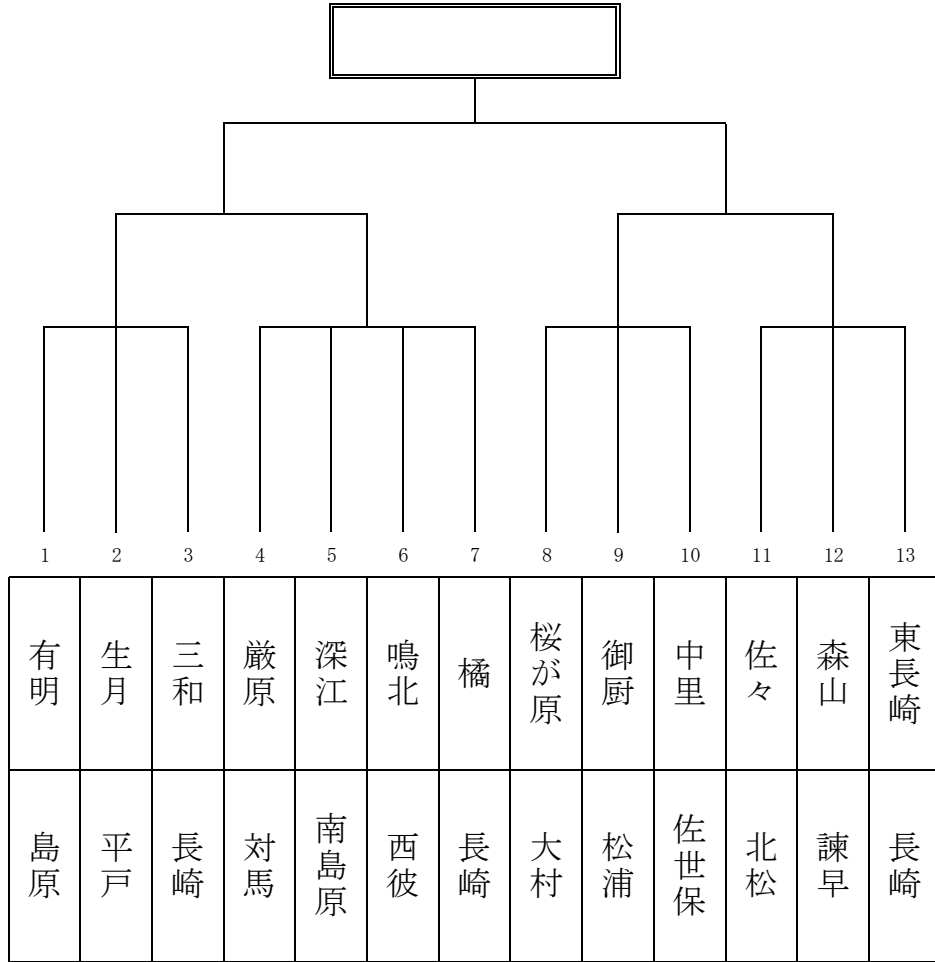 1 2 3 4 5 6 7 8 9 10 11 12 13
有明 生月 三和 厳原 深江 鳴北 橘 桜が原 御厨 中里 佐々 森山 東長崎
島原 平戸 長崎 対馬 南島原 西彼 長崎 大村 松浦 佐世保 北松 諫早 長崎